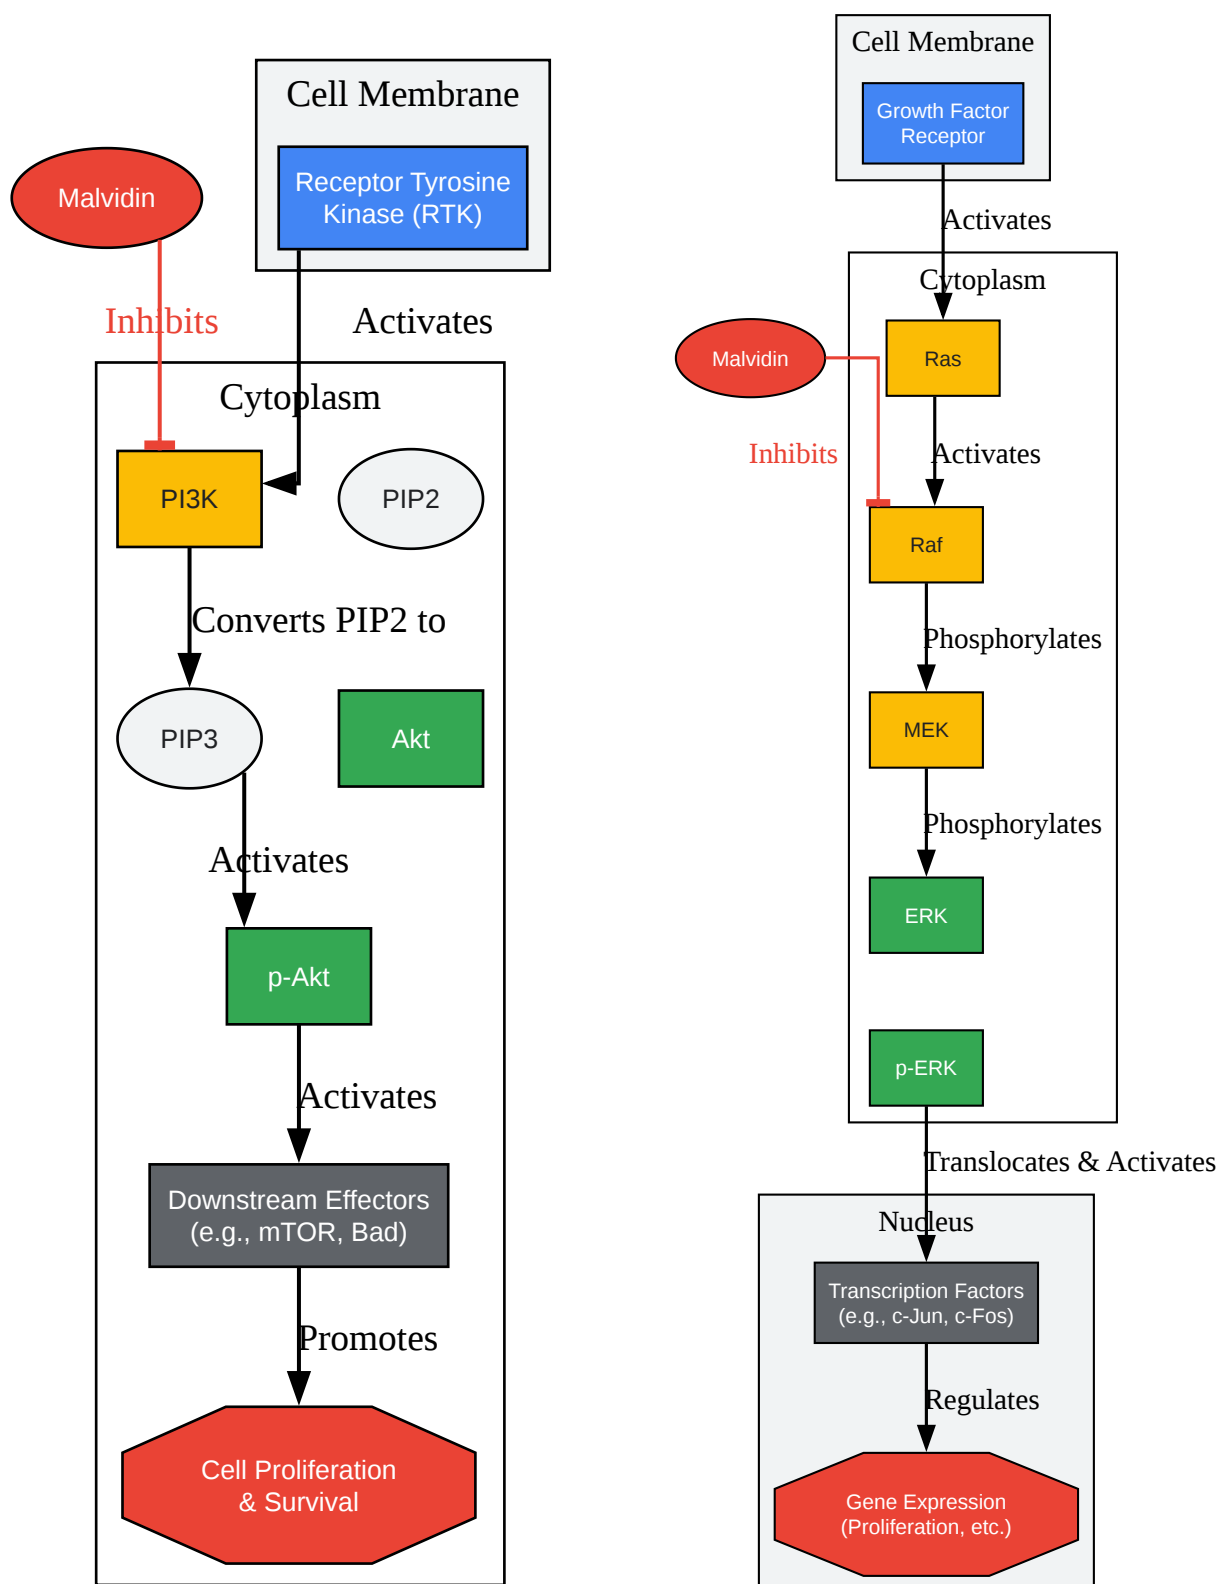 Cell Membrane
Receptor Tyrosine
Kinase (RTK)
Malvidin
Inhibits
Activates
Cytoplasm
PI3K
PIP2
Converts PIP2 to
PIP3
Akt
Activates
p-Akt
Activates
Downstream Effectors
(e.g., mTOR, Bad)
Promotes
Cell Proliferation
& Survival
Cell Membrane
Growth Factor
Receptor
Activates
Cytoplasm
Malvidin
Ras
Inhibits
Activates
Raf
Phosphorylates
MEK
Phosphorylates
ERK
p-ERK
Translocates & Activates
Nucleus
Transcription Factors
(e.g., c-Jun, c-Fos)
Regulates
Gene Expression
(Proliferation, etc.)